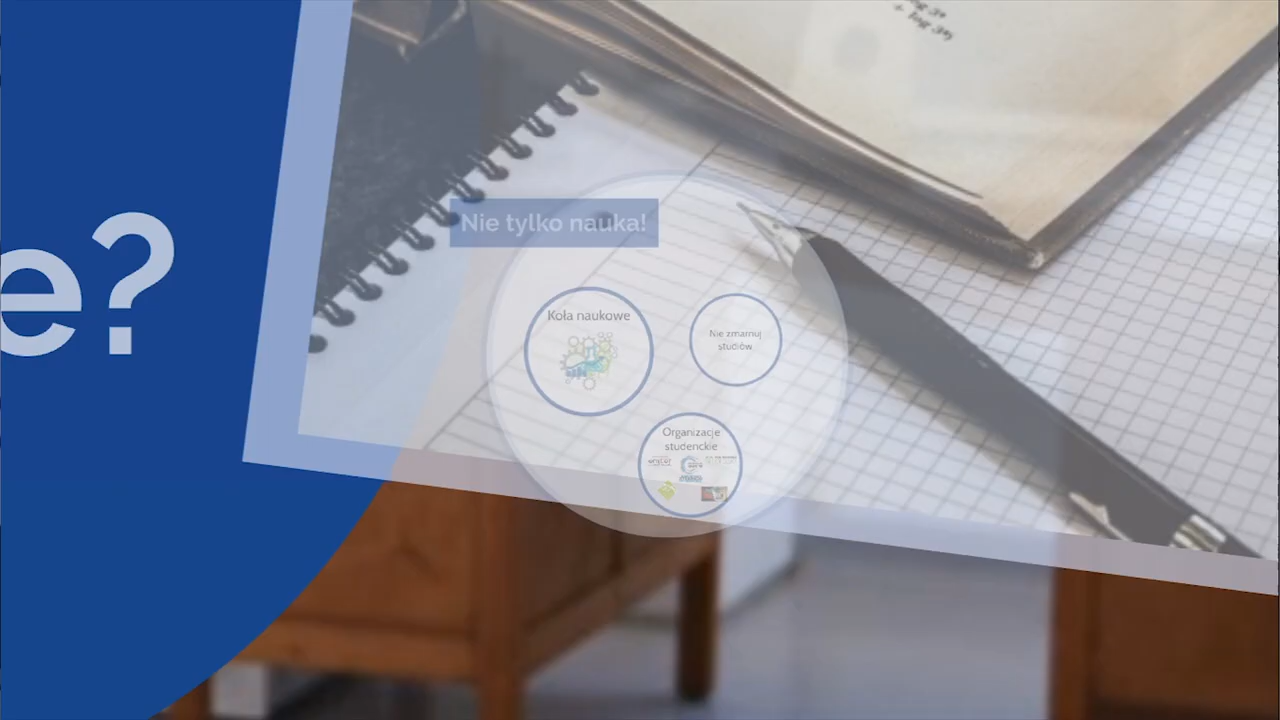 e?
Nie tylko nauka!
Koła naukowe
Nie zmarnuj
studiów
Organizacje
studenckie